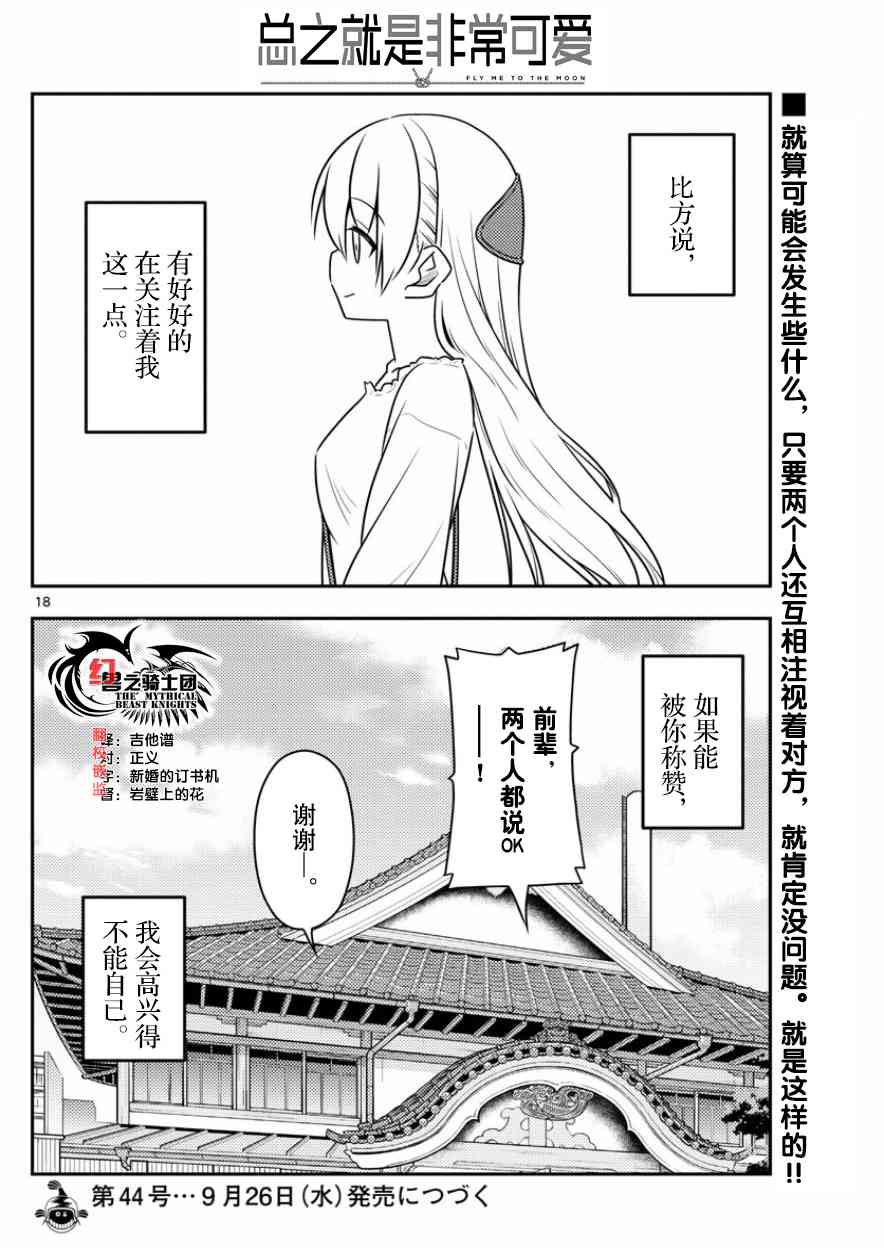 总之就是非常可爱
FLY ME TO THE MOON
■就算可能会发生些什么，只要两个人还互相注视着对方，就肯定没问题。就是这样的!!
比方说，
有好好的
在关注着我
这一点。
18
如果能
被你称赞，
前辈，
两个人都说OK
——！
谢谢—。
我会高兴得
不能自已。
幻兽之骑士团
THE MYTHICAL
BEAST KNIGHTS
译：吉他谱
对：正义
字：新婚的订书机
督：岩壁上的花
第44号…9月26日(水)発売につづく